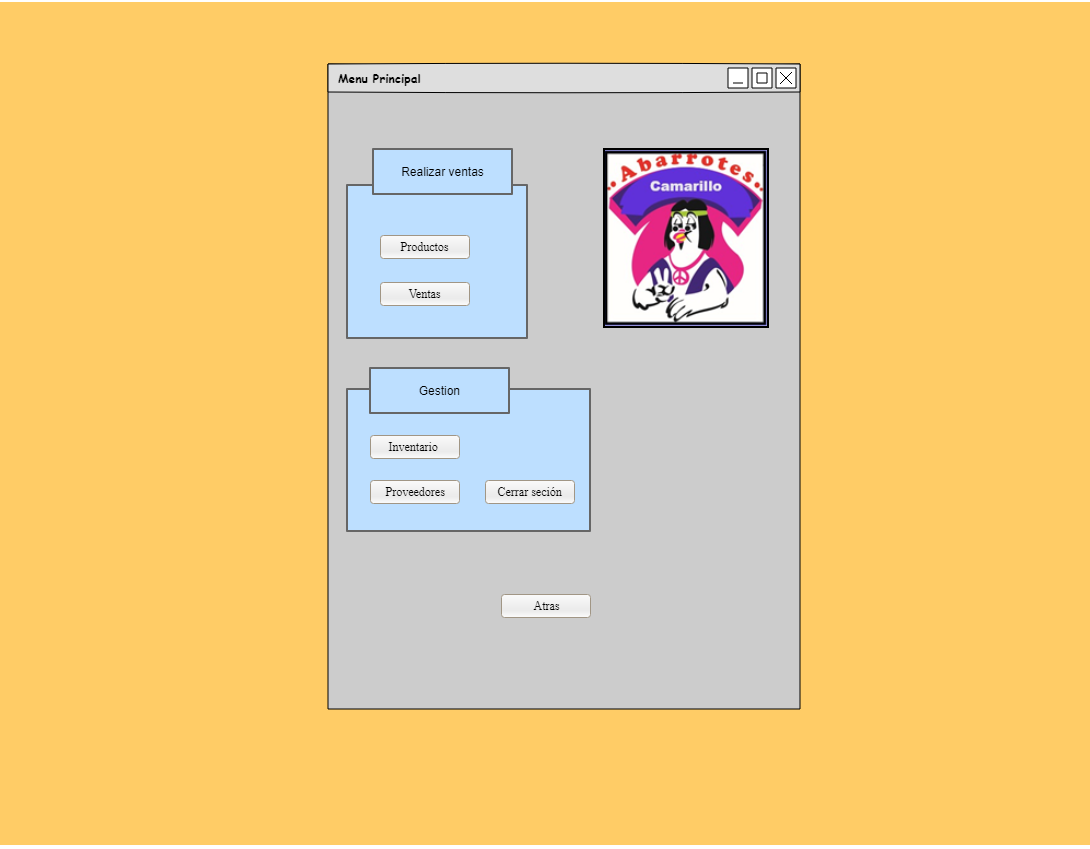 Menu Principal
Realizar ventas
..Abarrotes..
Camarillo
Productos
Ventas
Gestion
Inventario
Proveedores
Cerrar seción
Atras